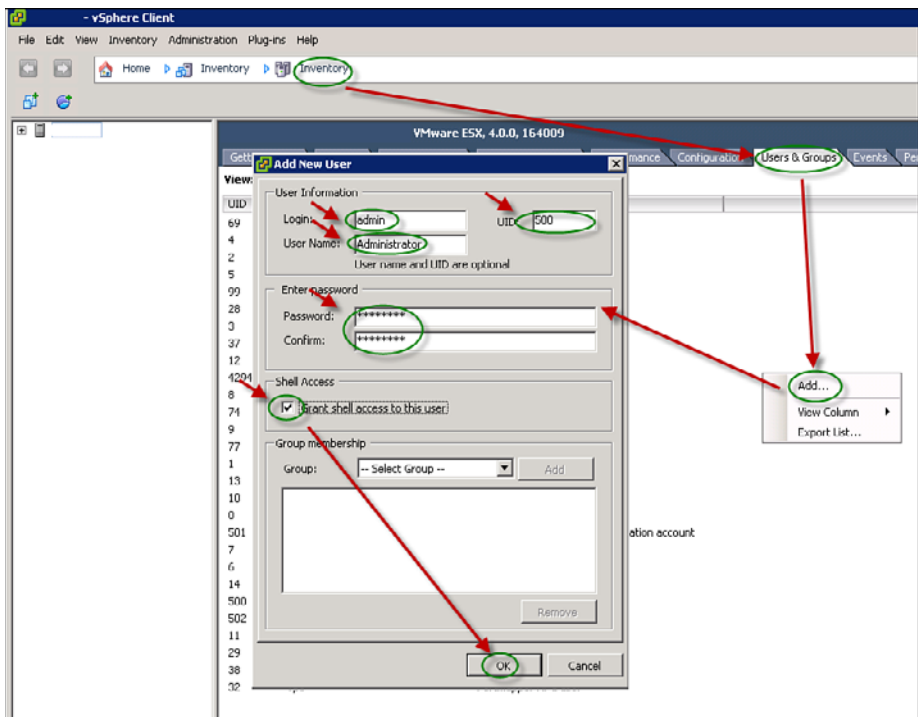 - vSphere Client
File Edit View Inventory Administration Plug-ins Help
Home Inventory Inventory
VMware ESX, 4.0.0, 164009
Gett
mance Configuration Users & Groups Events Pe
View:
UID
69
4
2
5
99
28
3
37
12
4294
8
74
9
77
1
13
10
0
501 ation account
7
6
14
500
502
11
29
38
32
Add New User
User Information
Login: admin UID: 500
User Name: Administrator
User name and UID are optional
Enter password
Password: ********
Confirm: ********
Shell Access
Grant shell access to this user
Group membership
Group: -- Select Group -- Add
Remove
OK Cancel
Add...
View Column
Export List...